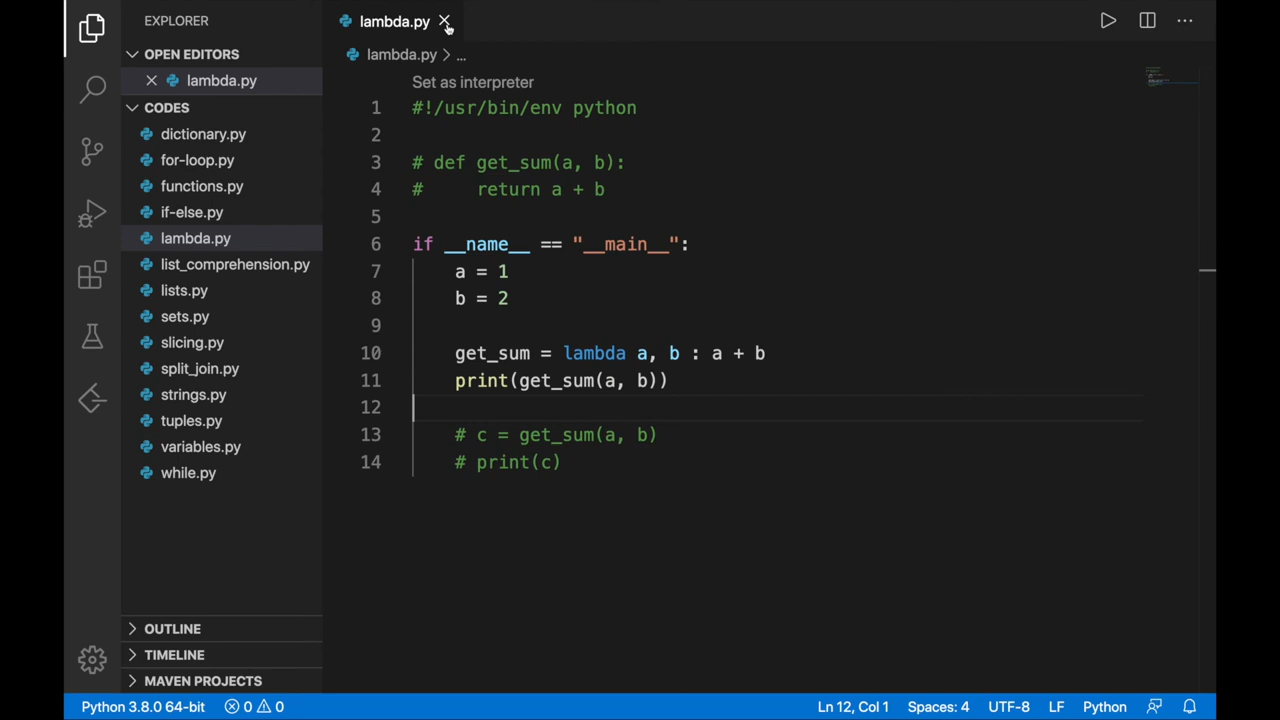 EXPLORER
OPEN EDITORS
lambda.py
CODES
dictionary.py
for-loop.py
functions.py
if-else.py
lambda.py
list_comprehension.py
lists.py
sets.py
slicing.py
split_join.py
strings.py
tuples.py
variables.py
while.py
OUTLINE
TIMELINE
MAVEN PROJECTS
lambda.py
lambda.py > ...
Set as interpreter
1 #!/usr/bin/env python
2
3 # def get_sum(a, b):
4 #     return a + b
5
6 if __name__ == "__main__":
7     a = 1
8     b = 2
9
10     get_sum = lambda a, b : a + b
11     print(get_sum(a, b))
12
13     # c = get_sum(a, b)
14     # print(c)
Python 3.8.0 64-bit 0 0 Ln 12, Col 1 Spaces: 4 UTF-8 LF Python